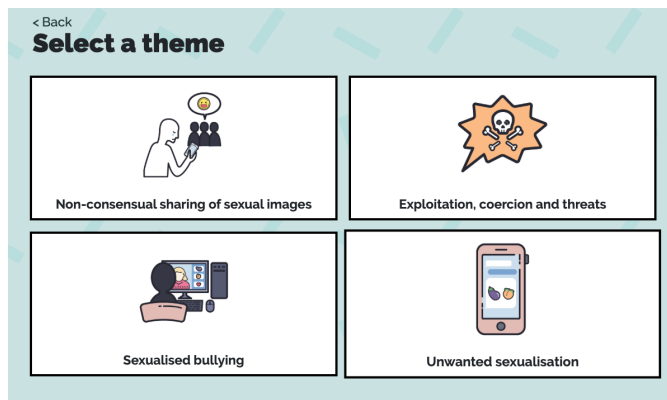 < Back
Select a theme
Non-consensual sharing of sexual images
Exploitation, coercion and threats
Sexualised bullying
Unwanted sexualisation